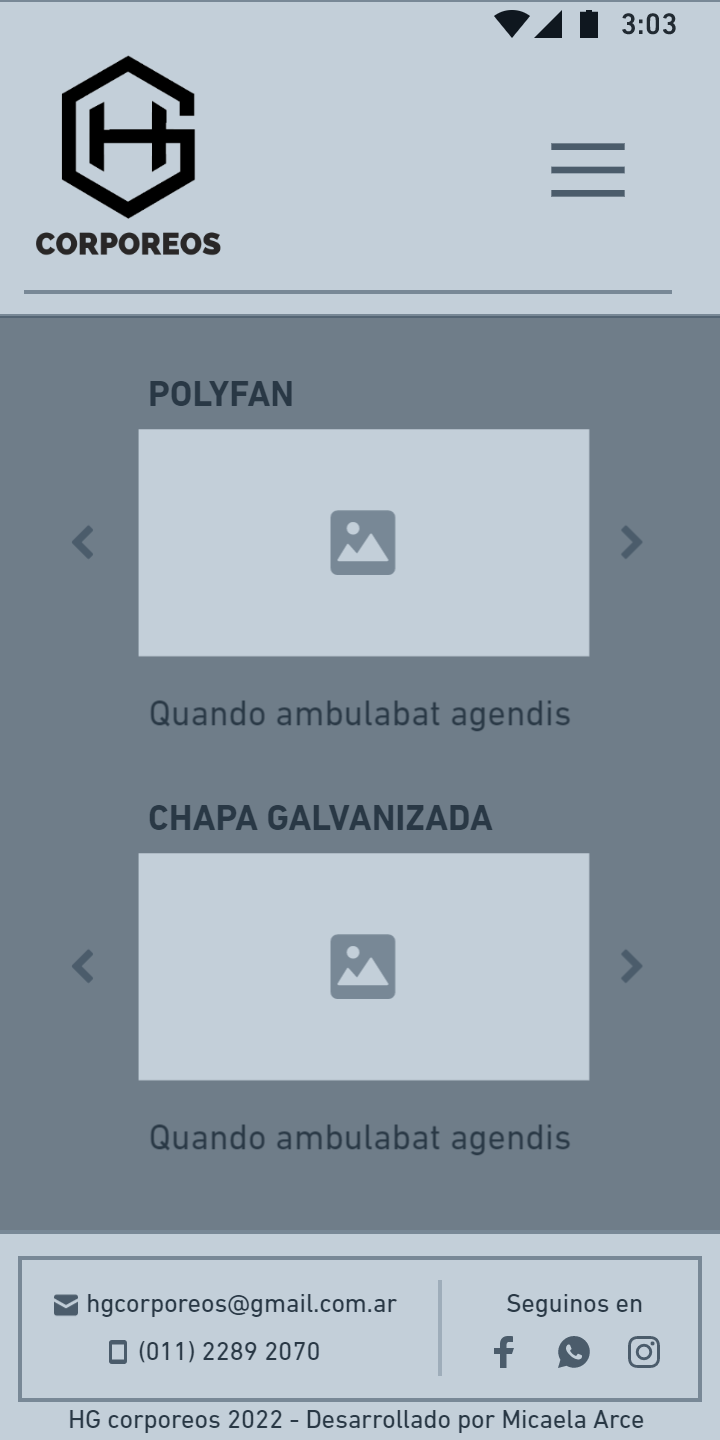 3:03
HG
CORPOREOS
POLYFAN
Quando ambulabat agendis
CHAPA GALVANIZADA
Quando ambulabat agendis
hgcorporeos@gmail.com.ar
(011) 2289 2070
Seguinos en
HG corporeos 2022 - Desarrollado por Micaela Arce